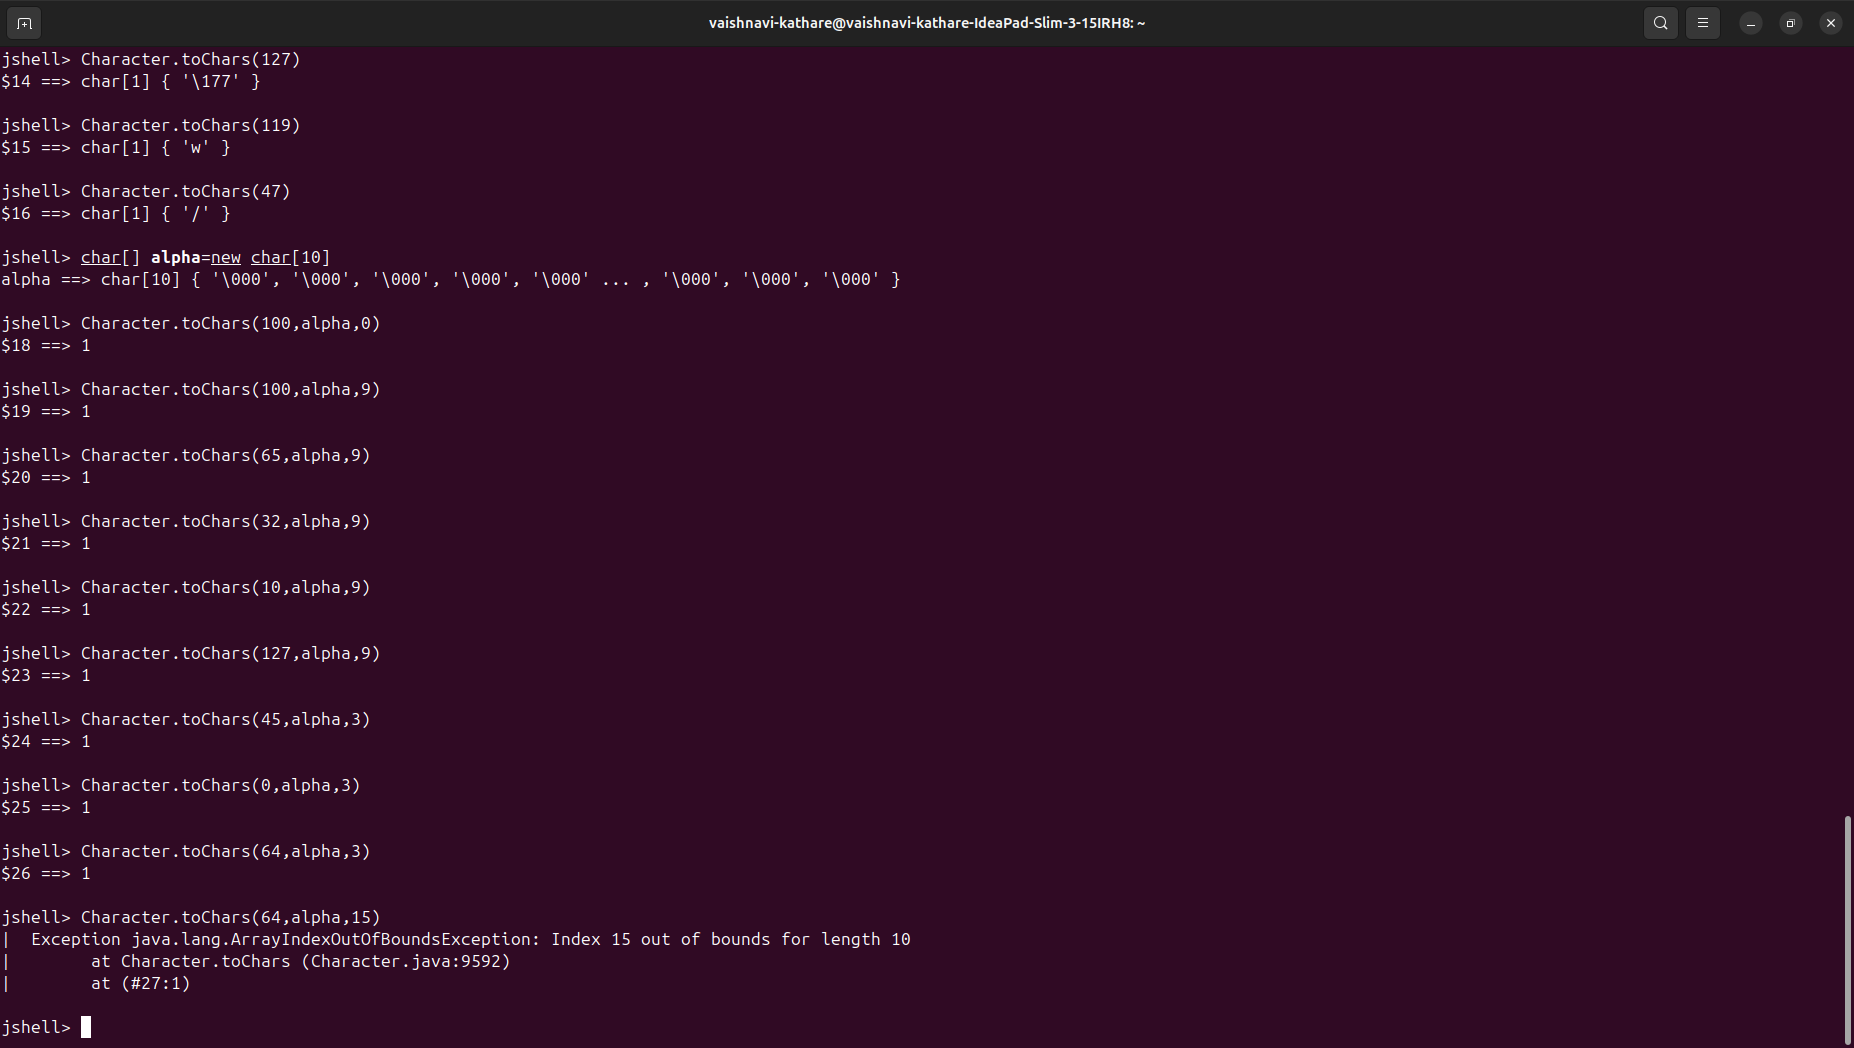 vaishnavi-kathare@vaishnavi-kathare-IdeaPad-Slim-3-15IRH8: ~
jshell> Character.toChars(127)
$14 ==> char[1] { '\177' }
jshell> Character.toChars(119)
$15 ==> char[1] { 'w' }
jshell> Character.toChars(47)
$16 ==> char[1] { '/' }
jshell> char[] alpha=new char[10]
alpha ==> char[10] { '\000', '\000', '\000', '\000', '\000' ... , '\000', '\000', '\000' }
jshell> Character.toChars(100,alpha,0)
$18 ==> 1
jshell> Character.toChars(100,alpha,9)
$19 ==> 1
jshell> Character.toChars(65,alpha,9)
$20 ==> 1
jshell> Character.toChars(32,alpha,9)
$21 ==> 1
jshell> Character.toChars(10,alpha,9)
$22 ==> 1
jshell> Character.toChars(127,alpha,9)
$23 ==> 1
jshell> Character.toChars(45,alpha,3)
$24 ==> 1
jshell> Character.toChars(0,alpha,3)
$25 ==> 1
jshell> Character.toChars(64,alpha,3)
$26 ==> 1
jshell> Character.toChars(64,alpha,15)
|  Exception java.lang.ArrayIndexOutOfBoundsException: Index 15 out of bounds for length 10
|        at Character.toChars (Character.java:9592)
|        at (#27:1)
jshell>